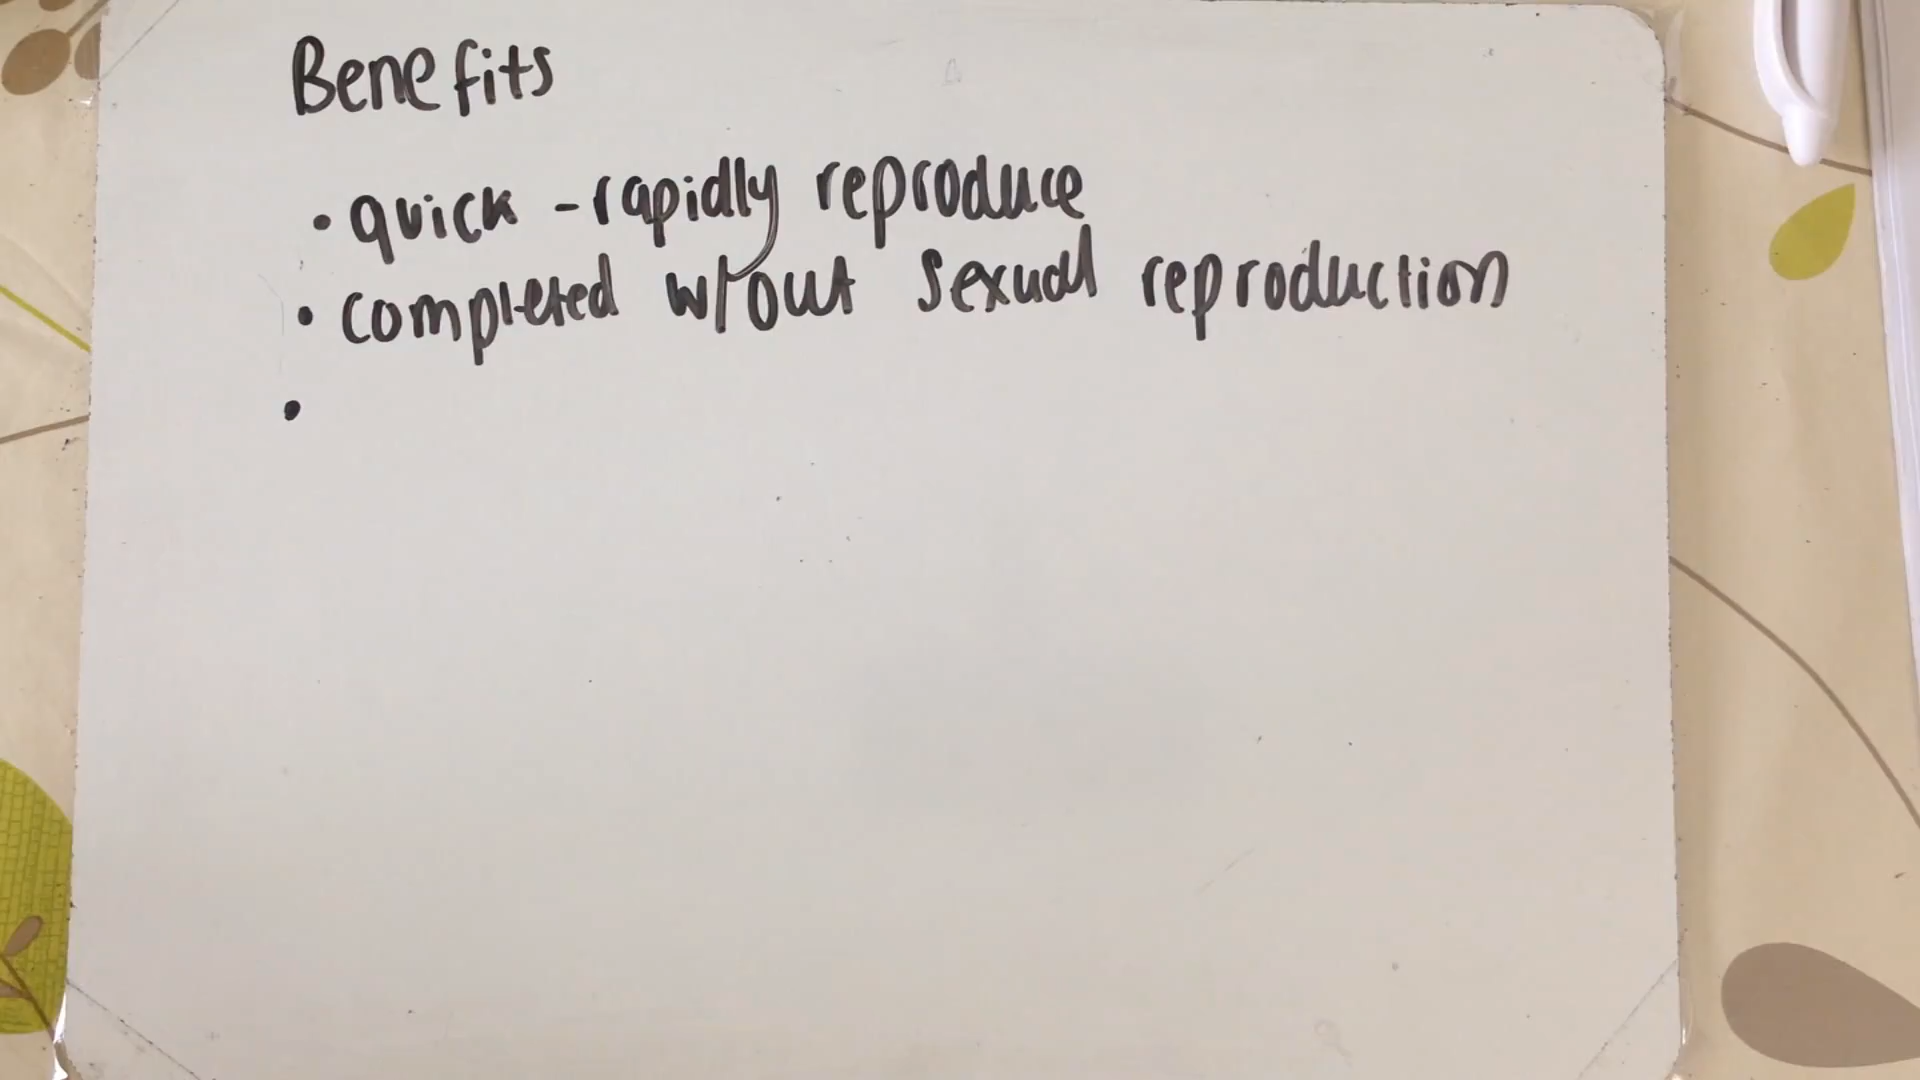 Benefits
• quick - rapidly reproduce
• completed w/out sexual reproduction
•